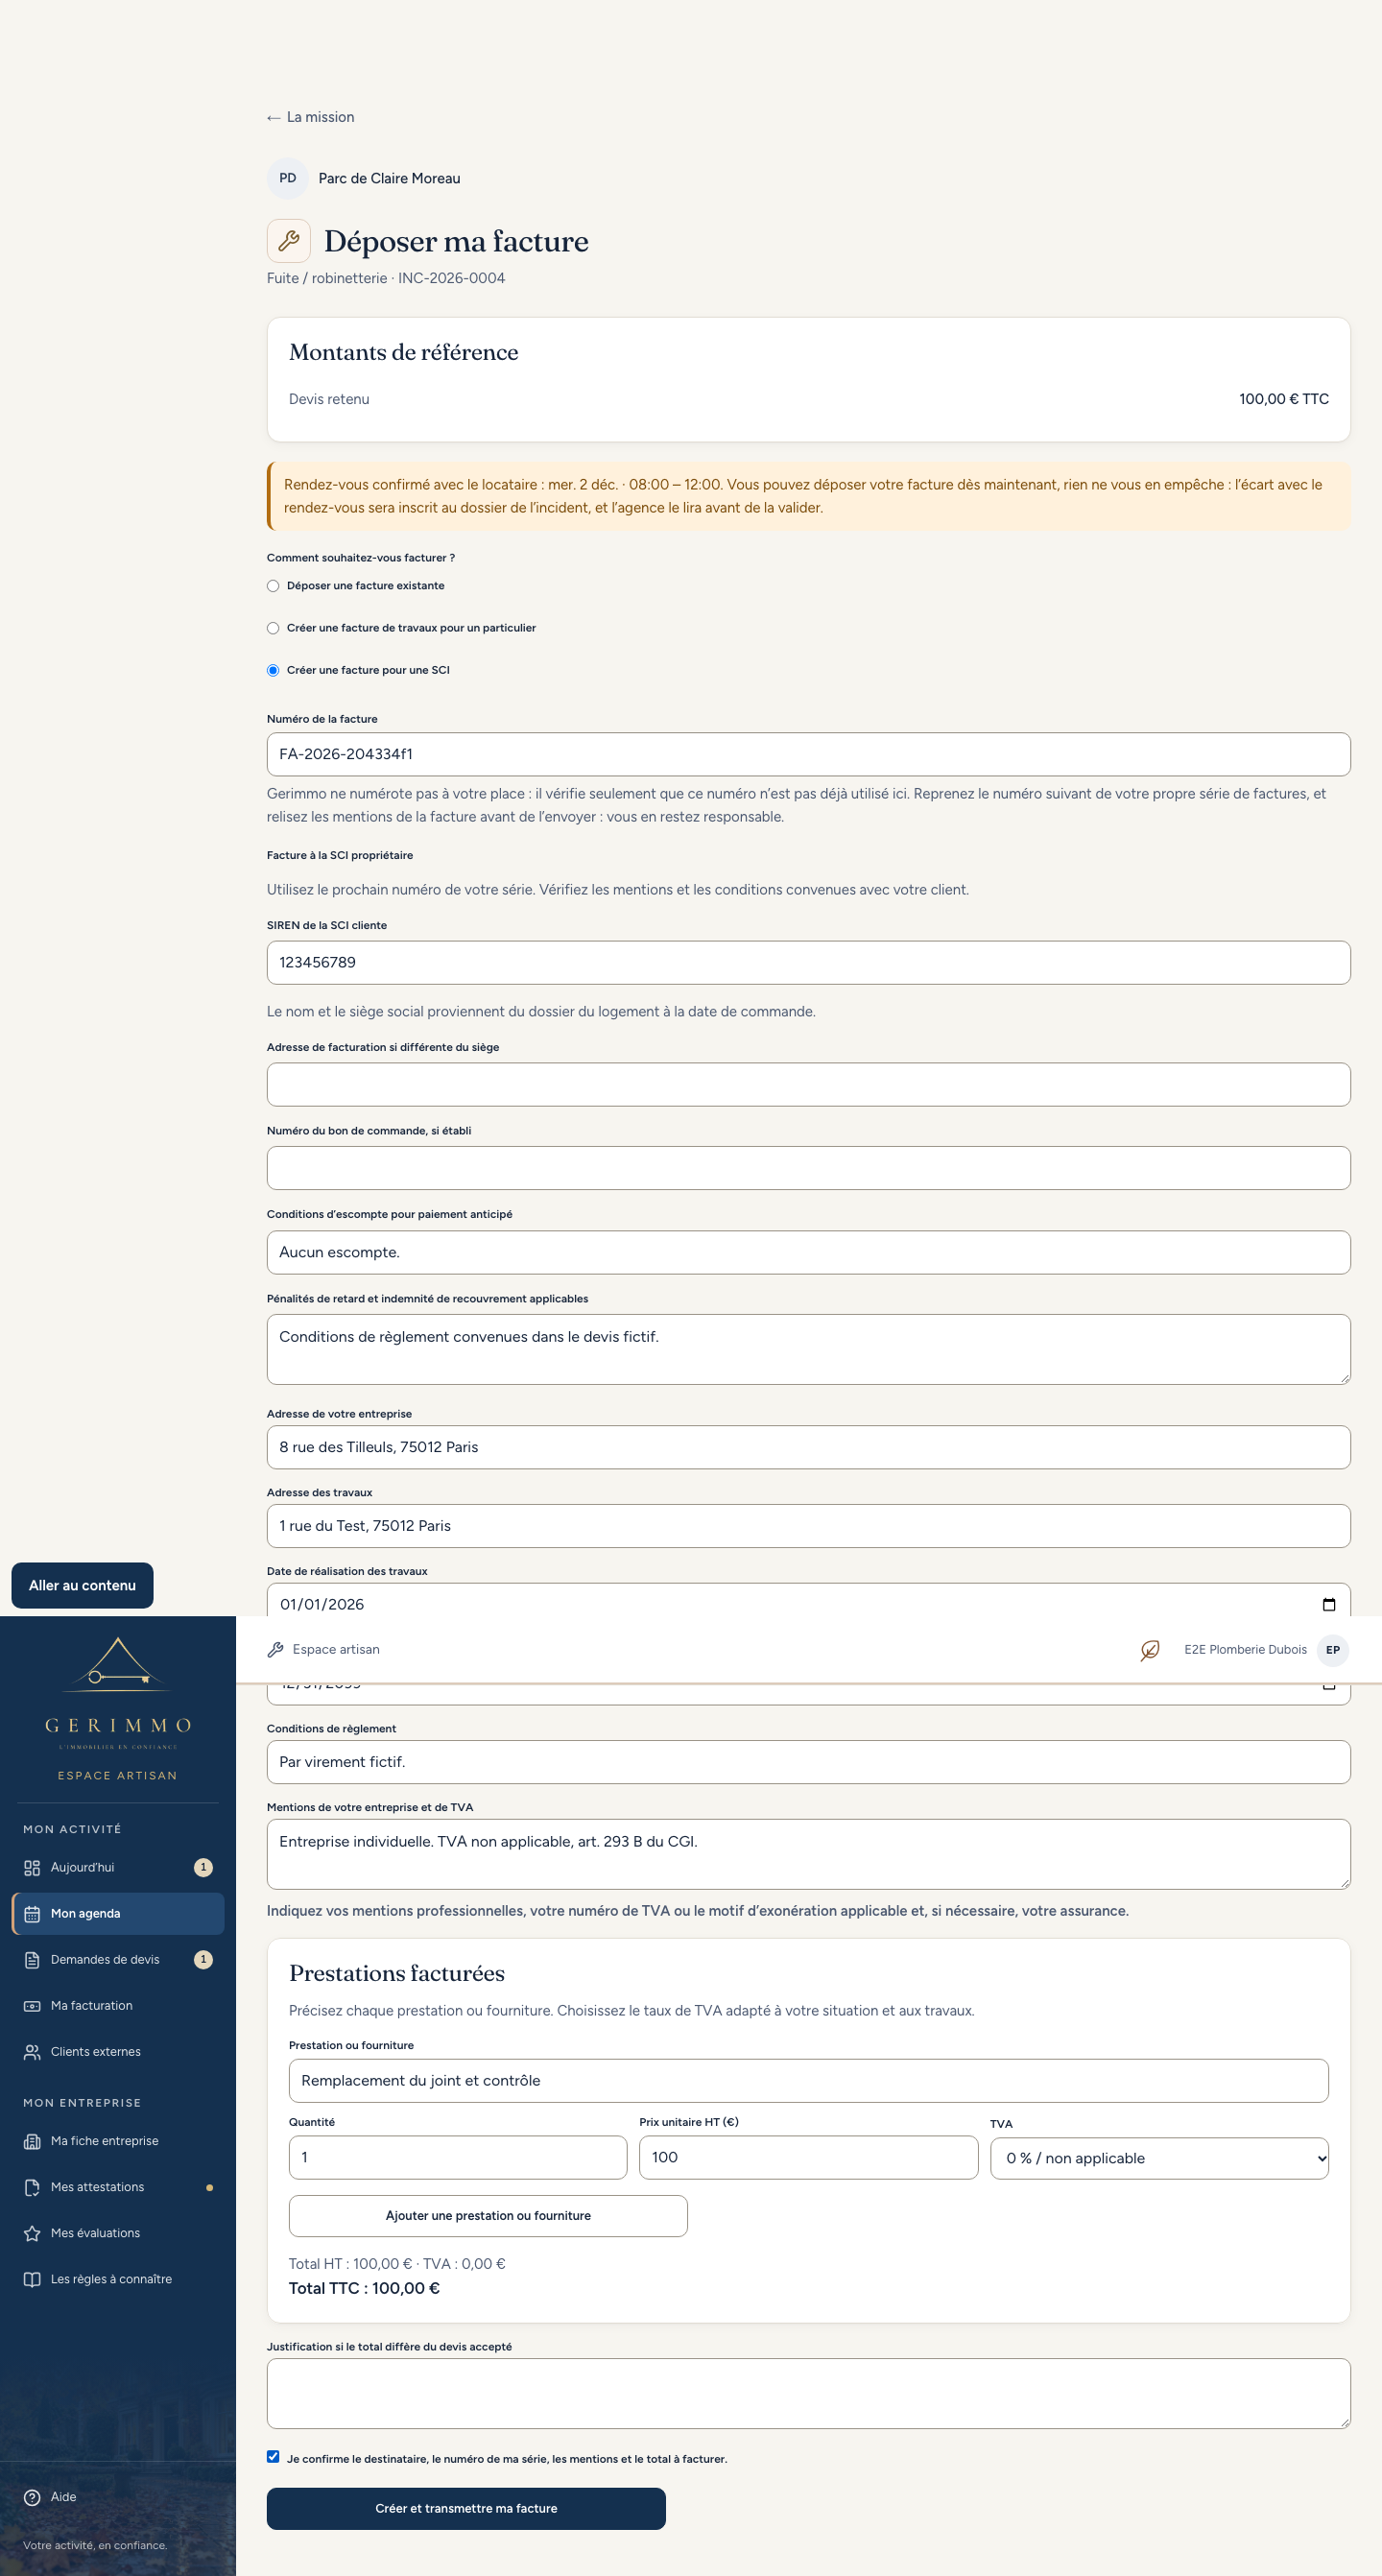 ← La mission
PD
Parc de Claire Moreau
Déposer ma facture
Fuite / robinetterie · INC-2026-0004
Montants de référence
Devis retenu
100,00 € TTC
Rendez-vous confirmé avec le locataire : mer. 2 déc. · 08:00 – 12:00. Vous pouvez déposer votre facture dès maintenant, rien ne vous en empêche : l’écart avec le
rendez-vous sera inscrit au dossier de l’incident, et l’agence le lira avant de la valider.
Comment souhaitez-vous facturer ?
Déposer une facture existante
Créer une facture de travaux pour un particulier
Créer une facture pour une SCI
Numéro de la facture
FA-2026-204334f1
Gerimmo ne numérote pas à votre place : il vérifie seulement que ce numéro n’est pas déjà utilisé ici. Reprenez le numéro suivant de votre propre série de factures, et
relisez les mentions de la facture avant de l’envoyer : vous en restez responsable.
Facture à la SCI propriétaire
Utilisez le prochain numéro de votre série. Vérifiez les mentions et les conditions convenues avec votre client.
SIREN de la SCI cliente
123456789
Le nom et le siège social proviennent du dossier du logement à la date de commande.
Adresse de facturation si différente du siège
Numéro du bon de commande, si établi
Conditions d’escompte pour paiement anticipé
Aucun escompte.
Pénalités de retard et indemnité de recouvrement applicables
Conditions de règlement convenues dans le devis fictif.
Adresse de votre entreprise
8 rue des Tilleuls, 75012 Paris
Adresse des travaux
1 rue du Test, 75012 Paris
Date de réalisation des travaux
01/01/2026
Aller au contenu
Espace artisan
E2E Plomberie Dubois
EP
Conditions de règlement
Par virement fictif.
Mentions de votre entreprise et de TVA
Entreprise individuelle. TVA non applicable, art. 293 B du CGI.
Indiquez vos mentions professionnelles, votre numéro de TVA ou le motif d’exonération applicable et, si nécessaire, votre assurance.
Prestations facturées
Précisez chaque prestation ou fourniture. Choisissez le taux de TVA adapté à votre situation et aux travaux.
Prestation ou fourniture
Remplacement du joint et contrôle
Quantité
Prix unitaire HT (€)
TVA
1
100
0 % / non applicable
Ajouter une prestation ou fourniture
Total HT : 100,00 € · TVA : 0,00 €
Total TTC : 100,00 €
Justification si le total diffère du devis accepté
Je confirme le destinataire, le numéro de ma série, les mentions et le total à facturer.
Créer et transmettre ma facture
GERIMMO
L'IMMOBILIER EN CONFIANCE
ESPACE ARTISAN
MON ACTIVITÉ
Aujourd’hui
1
Mon agenda
Demandes de devis
1
Ma facturation
Clients externes
MON ENTREPRISE
Ma fiche entreprise
Mes attestations
Mes évaluations
Les règles à connaître
Aide
Votre activité, en confiance.